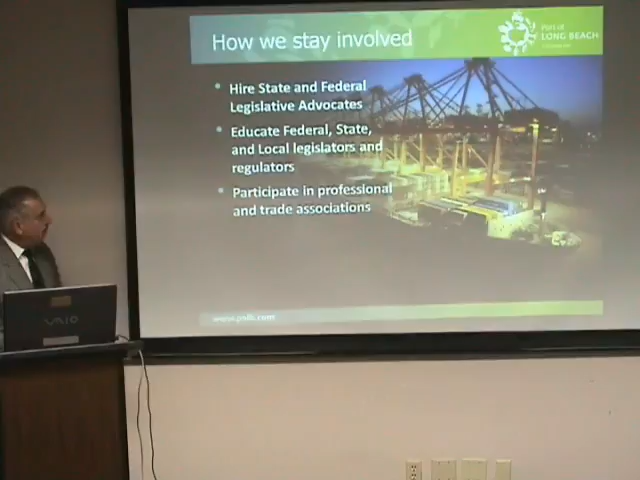 How we stay involved
Port of
LONG BEACH
Hire State and Federal
Legislative Advocates
Educate Federal, State,
and Local legislators and
regulators
Participate in professional
and trade associations
www.polb.com
VAIO